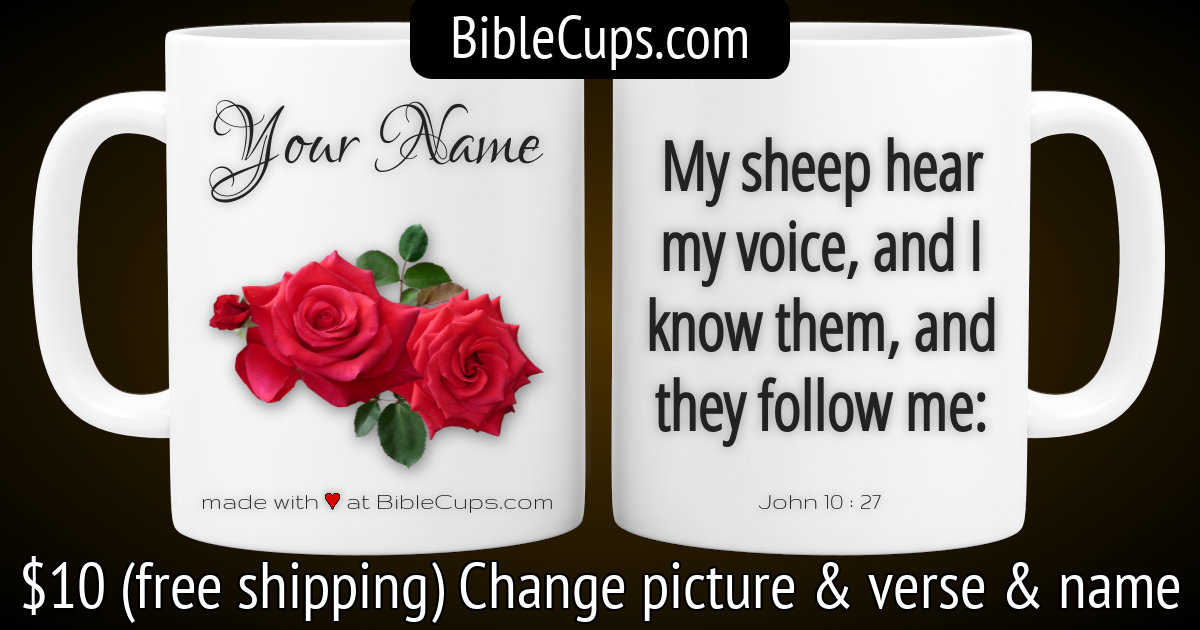 BibleCups.com
Your Name
made with ♥ at BibleCups.com
My sheep hear
my voice, and I
know them, and
they follow me:
John 10 : 27
$10 (free shipping) Change picture & verse & name